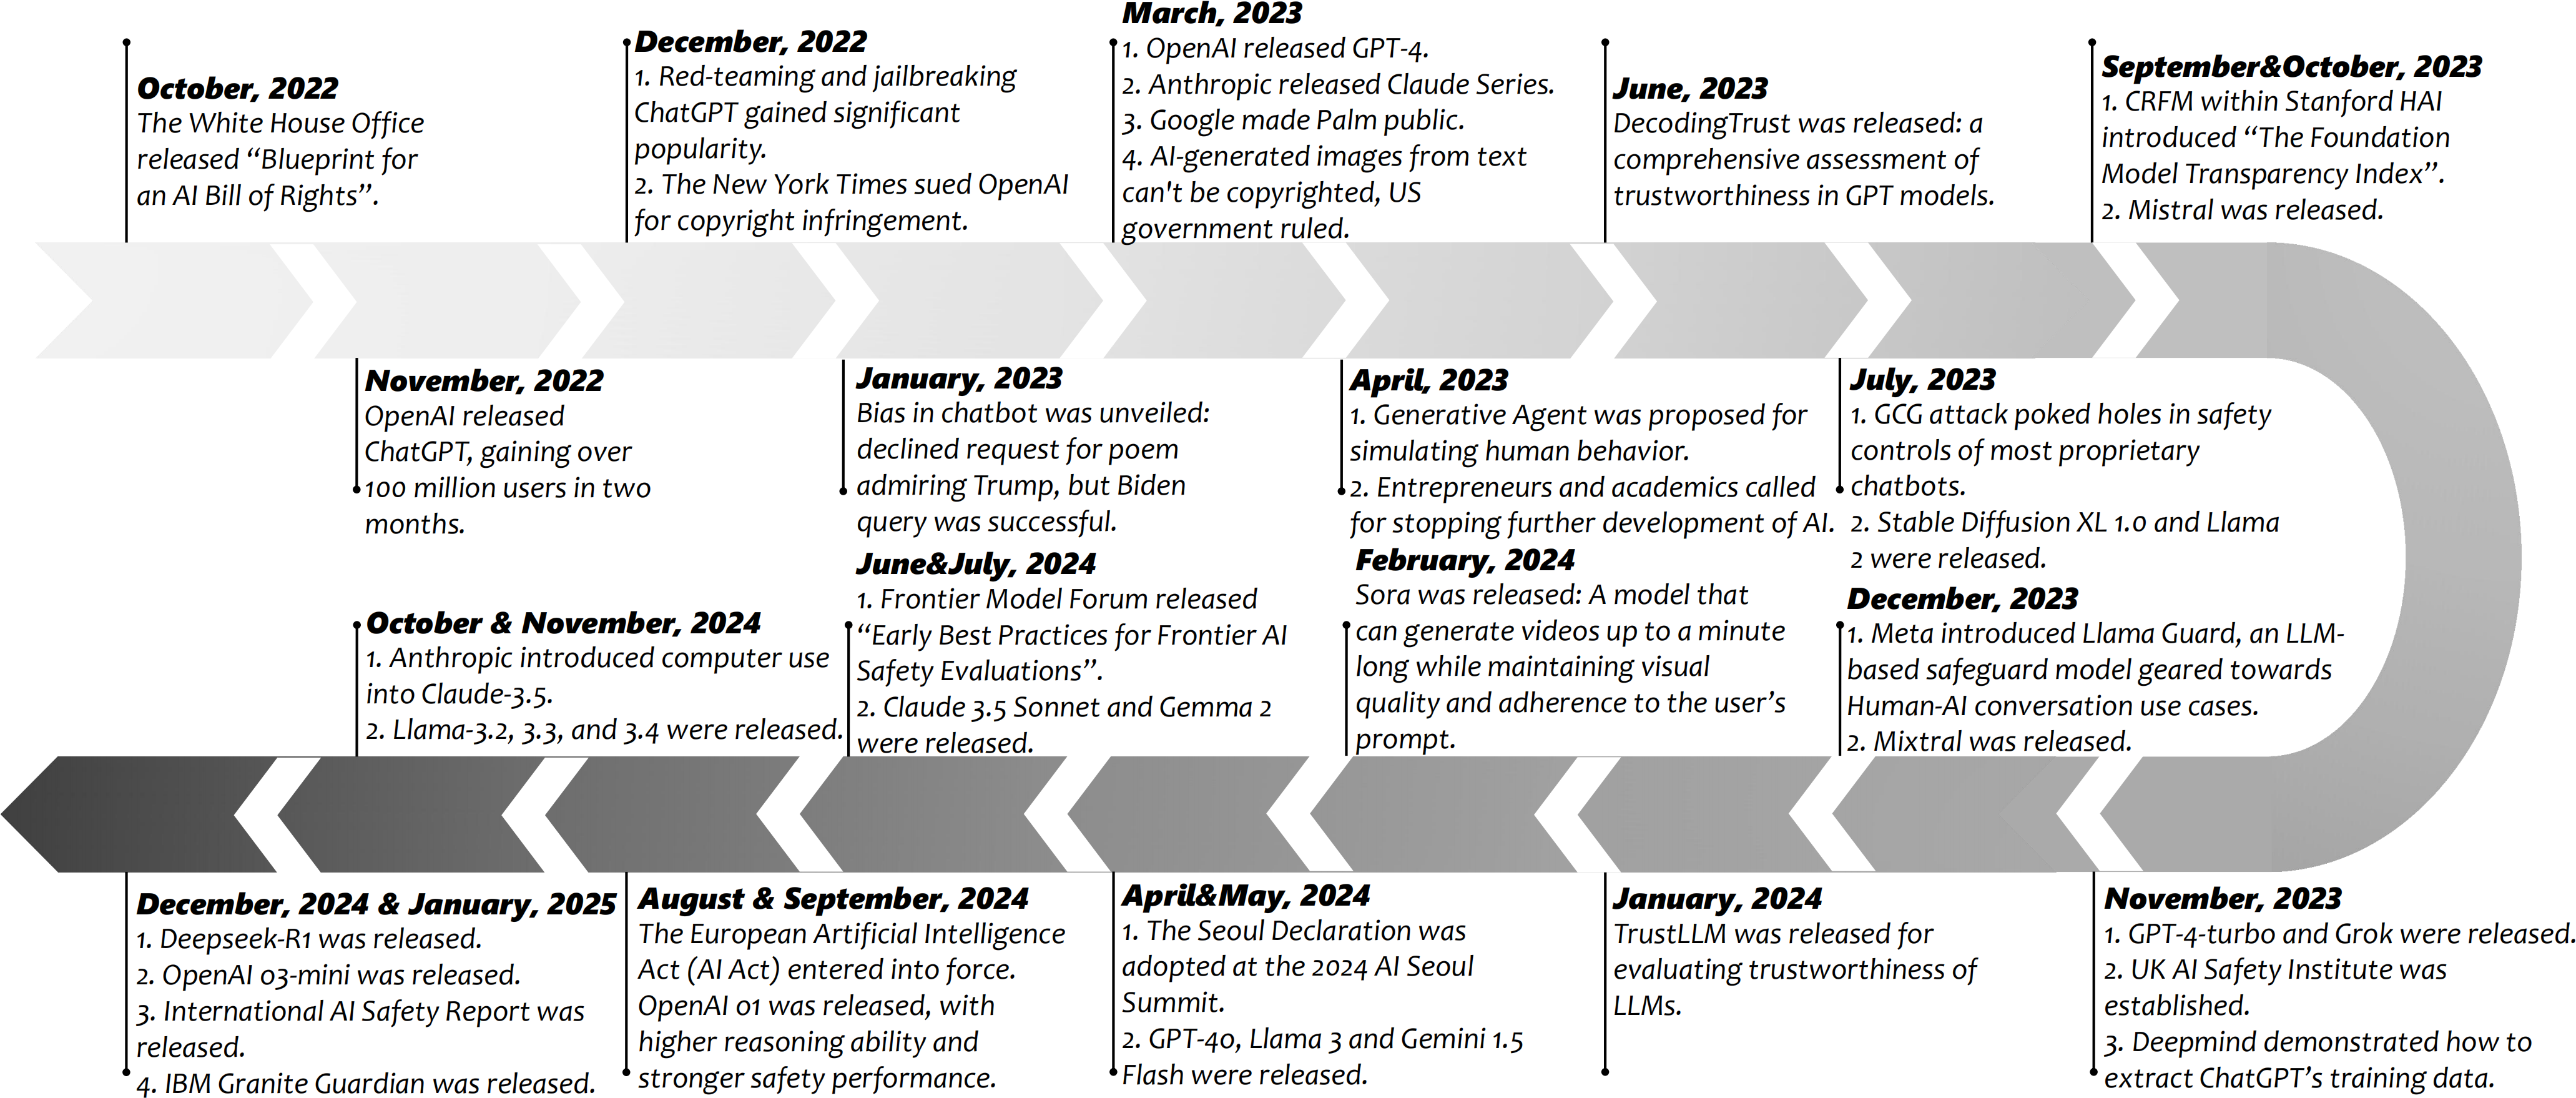 October, 2022
The White House Office
released “Blueprint for
an AI Bill of Rights”.
November, 2022
OpenAI released
ChatGPT, gaining over
100 million users in two
months.
December, 2022
1. Red-teaming and jailbreaking
ChatGPT gained significant
popularity.
2. The New York Times sued OpenAI
for copyright infringement.
January, 2023
Bias in chatbot was unveiled:
declined request for poem
admiring Trump, but Biden
query was successful.
March, 2023
1. OpenAI released GPT-4.
2. Anthropic released Claude Series.
3. Google made Palm public.
4. AI-generated images from text
can't be copyrighted, US
government ruled.
April, 2023
1. Generative Agent was proposed for
simulating human behavior.
2. Entrepreneurs and academics called
for stopping further development of AI.
June, 2023
DecodingTrust was released: a
comprehensive assessment of
trustworthiness in GPT models.
July, 2023
1. GCG attack poked holes in safety
controls of most proprietary
chatbots.
2. Stable Diffusion XL 1.0 and Llama
2 were released.
September&October, 2023
1. CRFM within Stanford HAI
introduced “The Foundation
Model Transparency Index”.
2. Mistral was released.
November, 2023
1. GPT-4-turbo and Grok were released.
2. UK AI Safety Institute was
established.
3. Deepmind demonstrated how to
extract ChatGPT’s training data.
December, 2023
1. Meta introduced Llama Guard, an LLM-
based safeguard model geared towards
Human-AI conversation use cases.
2. Mixtral was released.
January, 2024
TrustLLM was released for
evaluating trustworthiness of
LLMs.
February, 2024
Sora was released: A model that
can generate videos up to a minute
long while maintaining visual
quality and adherence to the user’s
prompt.
April&May, 2024
1. The Seoul Declaration was
adopted at the 2024 AI Seoul
Summit.
2. GPT-4o, Llama 3 and Gemini 1.5
Flash were released.
June&July, 2024
1. Frontier Model Forum released
“Early Best Practices for Frontier AI
Safety Evaluations”.
2. Claude 3.5 Sonnet and Gemma 2
were released.
August & September, 2024
The European Artificial Intelligence
Act (AI Act) entered into force.
OpenAI o1 was released, with
higher reasoning ability and
stronger safety performance.
October & November, 2024
1. Anthropic introduced computer use
into Claude-3.5.
2. Llama-3.2, 3.3, and 3.4 were released.
December, 2024 & January, 2025
1. Deepseek-R1 was released.
2. OpenAI o3-mini was released.
3. International AI Safety Report was
released.
4. IBM Granite Guardian was released.